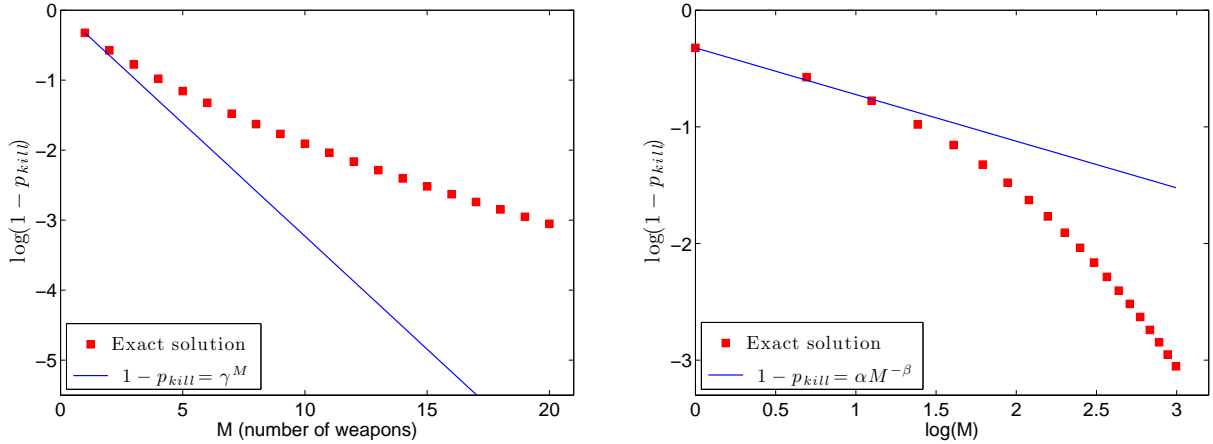 0
−1
−2
−3
−4
−5
0 5 10 15 20
log(1 − p_kill)
M (number of weapons)
Exact solution
1 − p_kill = γ^M
0
−1
−2
−3
0 0.5 1 1.5 2 2.5 3
log(1 − p_kill)
log(M)
Exact solution
1 − p_kill = αM^−β